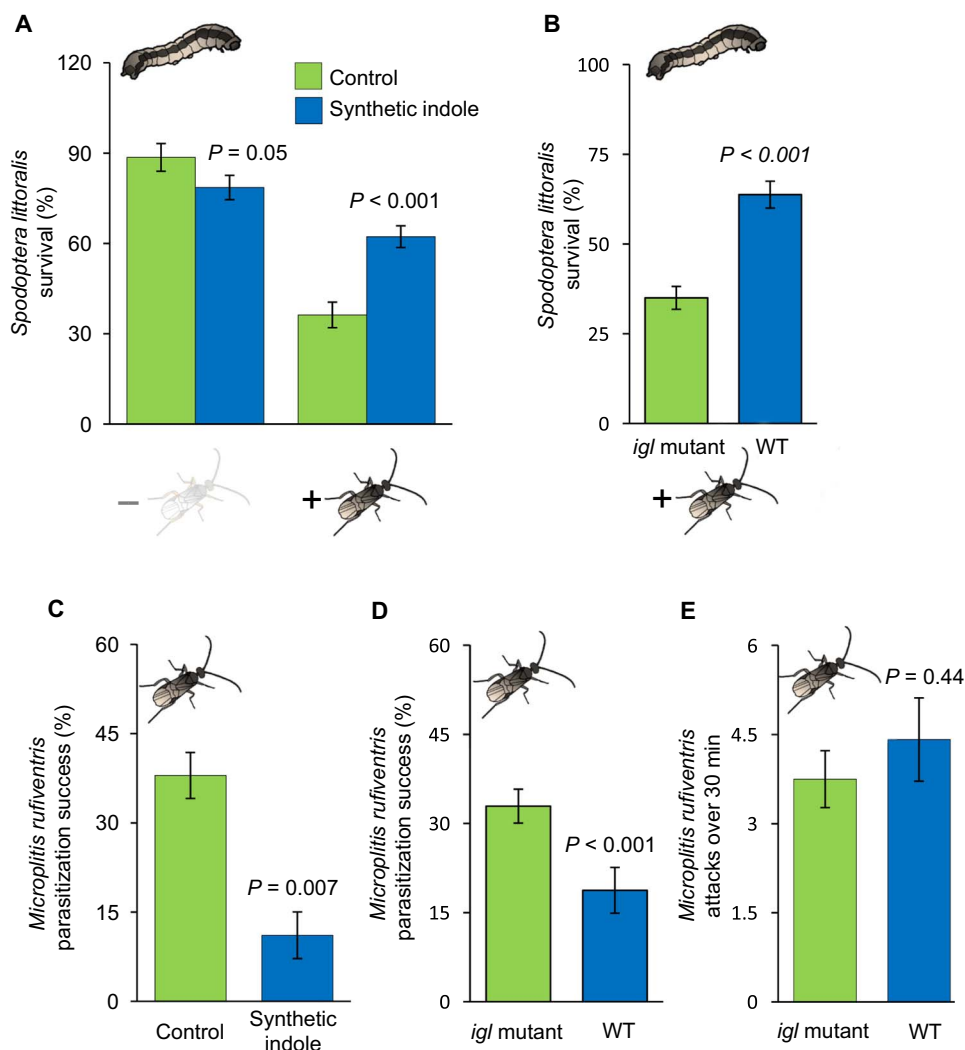 A
120
90
60
30
0
Spodoptera littoralis
survival (%)
Control
Synthetic indole
P = 0.05
P < 0.001
–
+
B
100
75
50
25
0
Spodoptera littoralis
survival (%)
P < 0.001
igl mutant
WT
+
C
60
45
30
15
0
Microplitis rufiventris
parasitization success (%)
P = 0.007
Control
Synthetic
indole
D
60
45
30
15
0
Microplitis rufiventris
parasitization success (%)
P < 0.001
igl mutant
WT
E
6
4.5
3
1.5
0
Microplitis rufiventris
attacks over 30 min
P = 0.44
igl mutant
WT